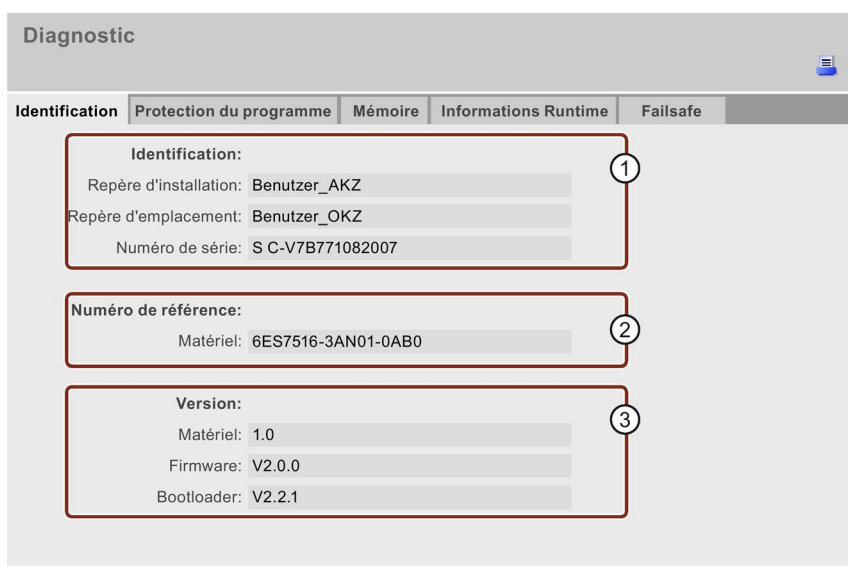 Diagnostic
Identification Protection du programme Mémoire Informations Runtime Failsafe
Identification:
1
Repère d'installation: Benutzer_AKZ
Repère d'emplacement: Benutzer_OKZ
Numéro de série: S C-V7B771082007
Numéro de référence:
2
Matériel: 6ES7516-3AN01-0AB0
Version:
3
Matériel: 1.0
Firmware: V2.0.0
Bootloader: V2.2.1